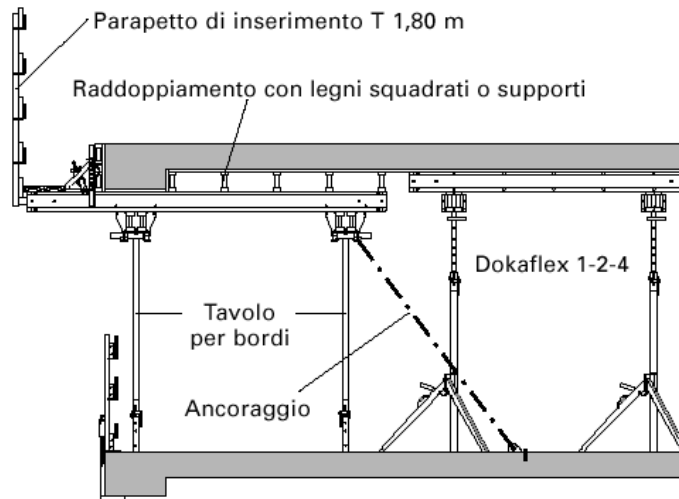 Parapetto di inserimento T 1,80 m
Raddoppiamento con legni squadrati o supporti
Dokaflex 1-2-4
Tavolo
per bordi
Ancoraggio